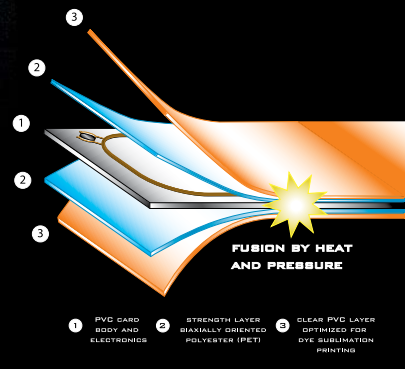 3
2
1
2
3
FUSION BY HEAT
AND PRESSURE
1 PVC CARD
BODY AND
ELECTRONICS
2 STRENGTH LAYER
BIAXIALLY ORIENTED
POLYESTER (PET)
3 CLEAR PVC LAYER
OPTIMIZED FOR
DYE SUBLIMATION
PRINTING